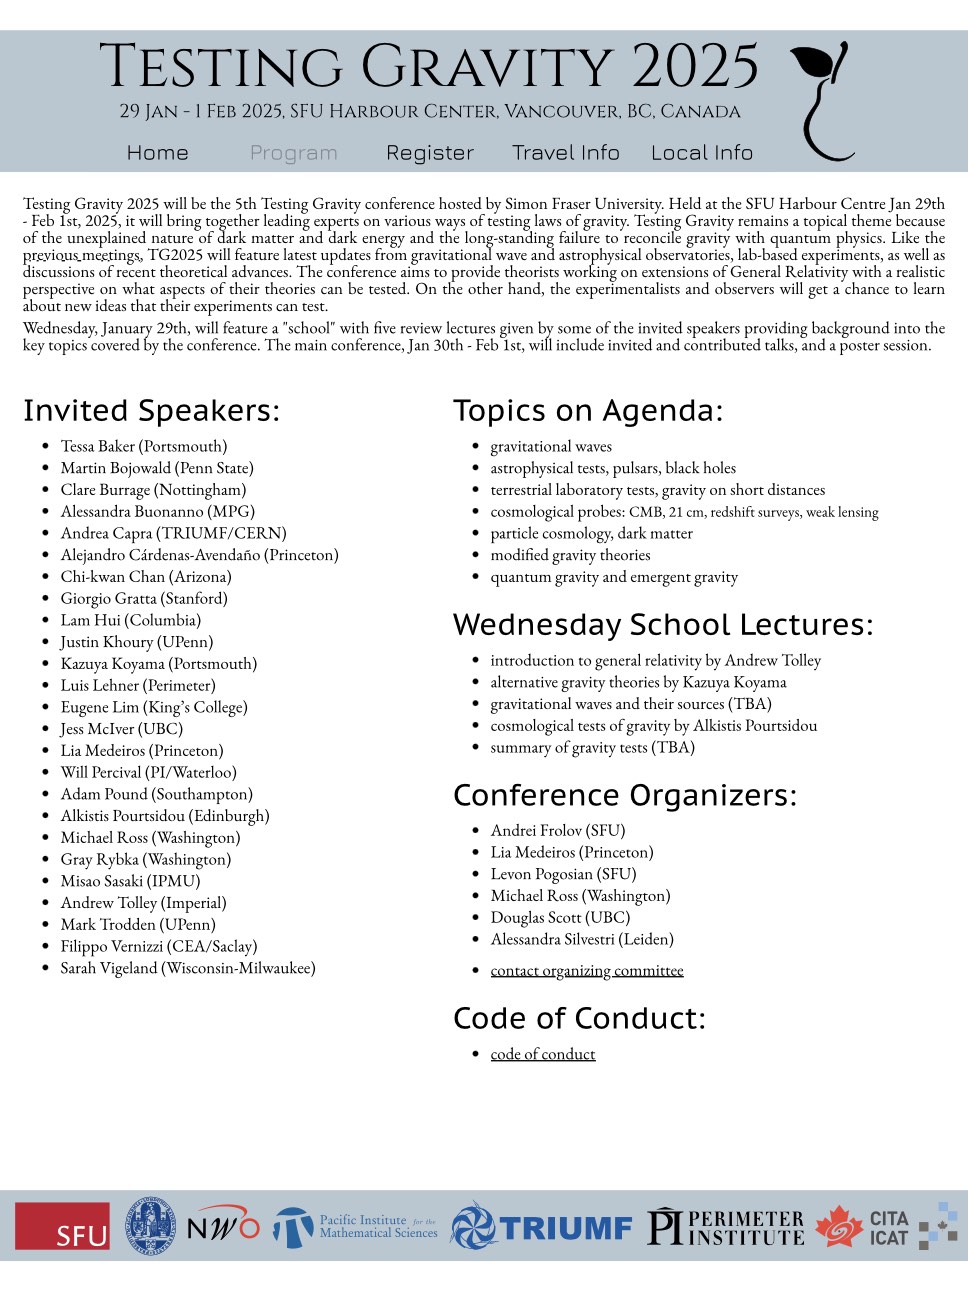 Testing Gravity 2025
29 Jan - 1 Feb 2025, SFU Harbour Center, Vancouver, BC, Canada
Home Program Register Travel Info Local Info
Testing Gravity 2025 will be the 5th Testing Gravity conference hosted by Simon Fraser University. Held at the SFU Harbour Centre Jan 29th
- Feb 1st, 2025, it will bring together leading experts on various ways of testing laws of gravity. Testing Gravity remains a topical theme because
of the unexplained nature of dark matter and dark energy and the long-standing failure to reconcile gravity with quantum physics. Like the
previous meetings, TG2025 will feature latest updates from gravitational wave and astrophysical observatories, lab-based experiments, as well as
discussions of recent theoretical advances. The conference aims to provide theorists working on extensions of General Relativity with a realistic
perspective on what aspects of their theories can be tested. On the other hand, the experimentalists and observers will get a chance to learn
about new ideas that their experiments can test.
Wednesday, January 29th, will feature a "school" with five review lectures given by some of the invited speakers providing background into the
key topics covered by the conference. The main conference, Jan 30th - Feb 1st, will include invited and contributed talks, and a poster session.
Invited Speakers:
• Tessa Baker (Portsmouth)
• Martin Bojowald (Penn State)
• Clare Burrage (Nottingham)
• Alessandra Buonanno (MPG)
• Andrea Capra (TRIUMF/CERN)
• Alejandro Cárdenas-Avendaño (Princeton)
• Chi-kwan Chan (Arizona)
• Giorgio Gratta (Stanford)
• Lam Hui (Columbia)
• Justin Khoury (UPenn)
• Kazuya Koyama (Portsmouth)
• Luis Lehner (Perimeter)
• Eugene Lim (King’s College)
• Jess McIver (UBC)
• Lia Medeiros (Princeton)
• Will Percival (PI/Waterloo)
• Adam Pound (Southampton)
• Alkistis Pourtsidou (Edinburgh)
• Michael Ross (Washington)
• Gray Rybka (Washington)
• Misao Sasaki (IPMU)
• Andrew Tolley (Imperial)
• Mark Trodden (UPenn)
• Filippo Vernizzi (CEA/Saclay)
• Sarah Vigeland (Wisconsin-Milwaukee)
Topics on Agenda:
• gravitational waves
• astrophysical tests, pulsars, black holes
• terrestrial laboratory tests, gravity on short distances
• cosmological probes: CMB, 21 cm, redshift surveys, weak lensing
• particle cosmology, dark matter
• modified gravity theories
• quantum gravity and emergent gravity
Wednesday School Lectures:
• introduction to general relativity by Andrew Tolley
• alternative gravity theories by Kazuya Koyama
• gravitational waves and their sources (TBA)
• cosmological tests of gravity by Alkistis Pourtsidou
• summary of gravity tests (TBA)
Conference Organizers:
• Andrei Frolov (SFU)
• Lia Medeiros (Princeton)
• Levon Pogosian (SFU)
• Michael Ross (Washington)
• Douglas Scott (UBC)
• Alessandra Silvestri (Leiden)
• contact organizing committee
Code of Conduct:
• code of conduct
SFU
NWO
Pacific Institute for the
Mathematical Sciences
TRIUMF
PI PERIMETER
INSTITUTE
CITA
ICAT